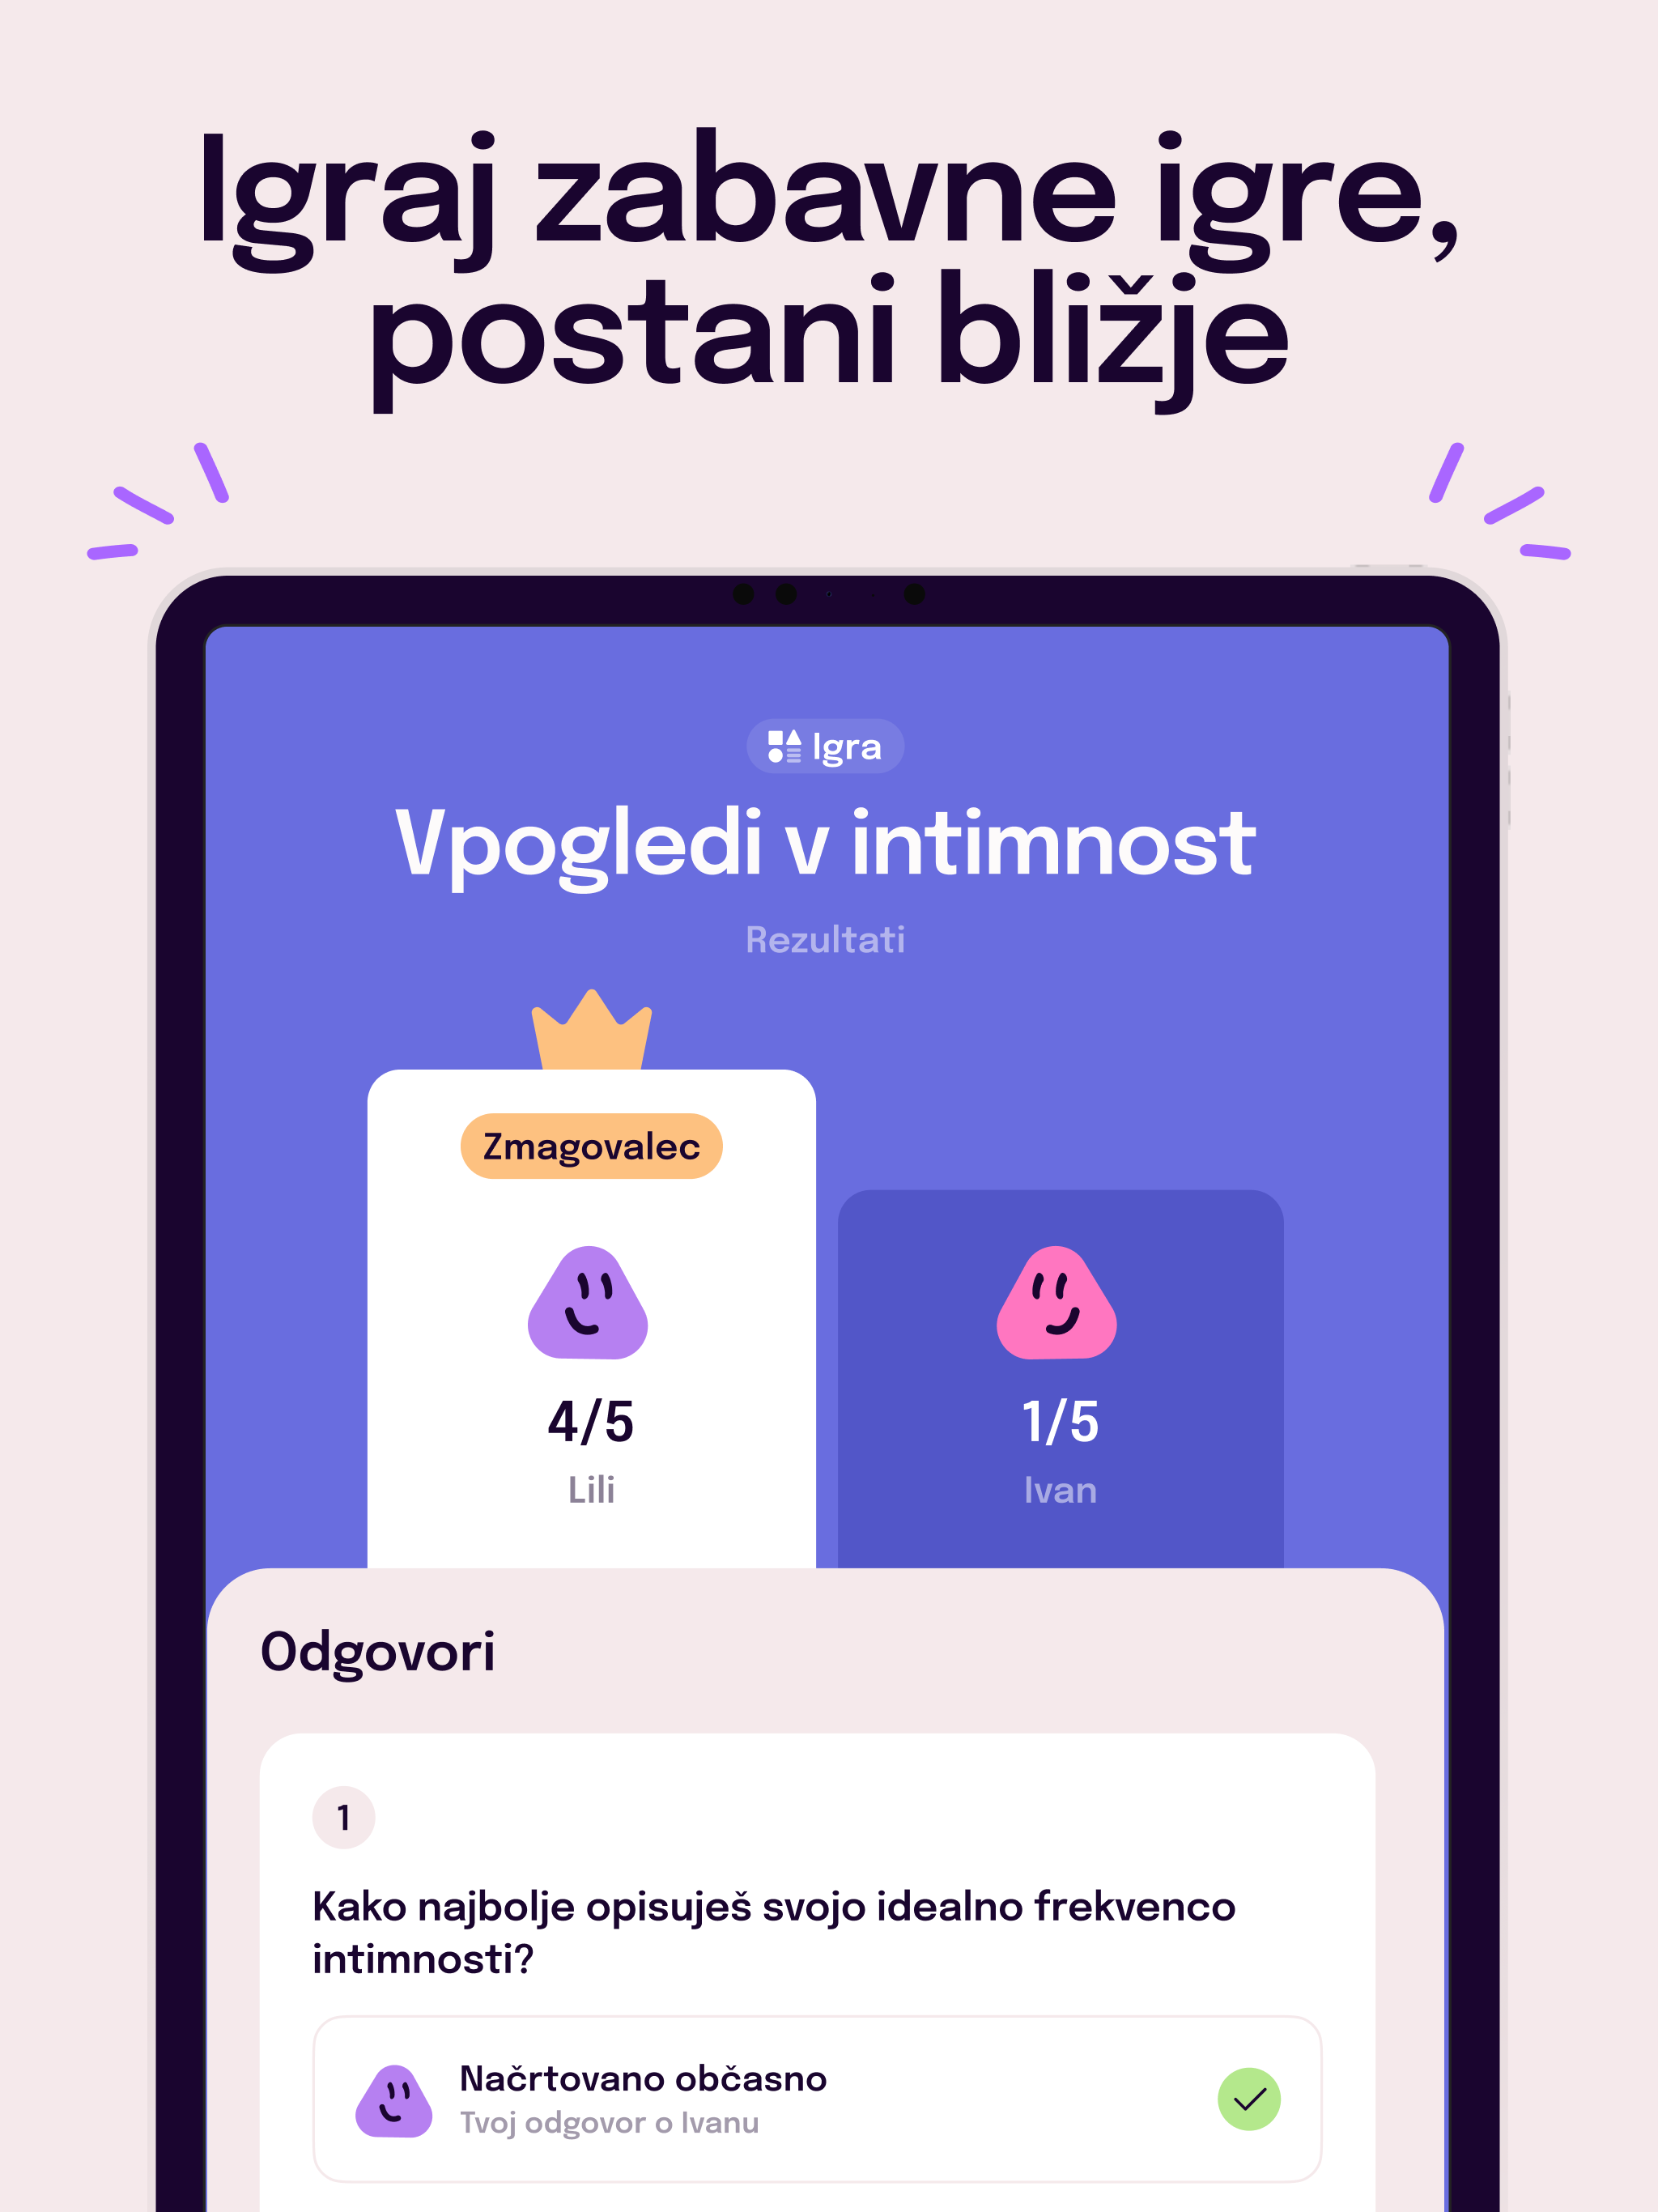 Igraj zabavne igre,
postani bližje
Igra
Vpogledi v intimnost
Rezultati
Zmagovalec
4/5
Lili
1/5
Ivan
Odgovori
1
Kako najbolje opisuješ svojo idealno frekvenco
intimnosti?
Načrtovano občasno
Tvoj odgovor o Ivanu